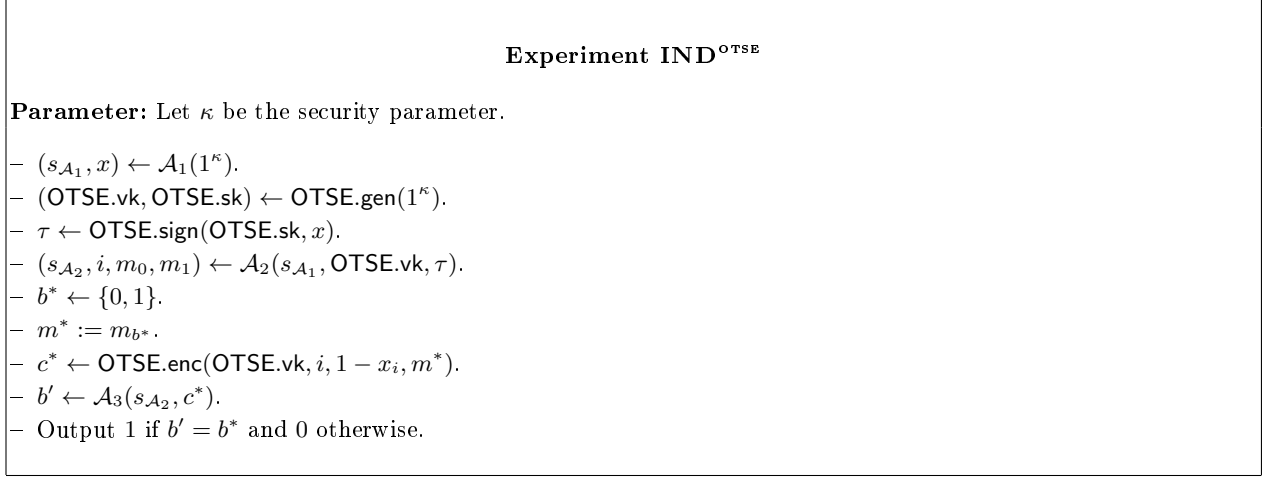 Experiment IND^OTSE
Parameter: Let κ be the security parameter.
– (s_{𝒜_1}, x) ← 𝒜_1(1^κ).
– (OTSE.vk, OTSE.sk) ← OTSE.gen(1^κ).
– τ ← OTSE.sign(OTSE.sk, x).
– (s_{𝒜_2}, i, m_0, m_1) ← 𝒜_2(s_{𝒜_1}, OTSE.vk, τ).
– b^* ← {0, 1}.
– m^* := m_{b^*}.
– c^* ← OTSE.enc(OTSE.vk, i, 1 − x_i, m^*).
– b′ ← 𝒜_3(s_{𝒜_2}, c^*).
– Output 1 if b′ = b^* and 0 otherwise.